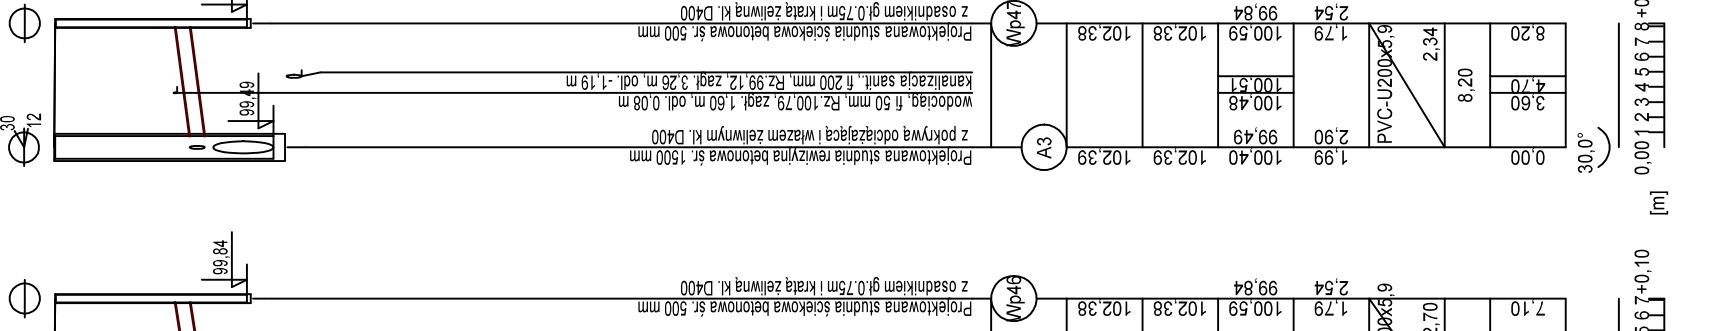 z osadnikiem gł.0.75m i kratą żeliwną kl. D400
Projektowana studnia ściekowa betonowa śr. 500 mm
Wp47
102,38
102,38
99,84
100,59
2,54
1,79
PVC-U200x5,9
2,34
8,20
8,20
kanalizacja sanit., fi 200 mm, Rz.99,12, zagł. 3,26 m, odl. -1,19 m
100,51
4,70
wodociąg, fi 50 mm, Rz.100,79, zagł. 1,60 m, odl. 0,08 m
100,48
3,60
99,49
30
12
z pokrywą odciążającą i włazem żeliwnym kl. D400
Projektowana studnia rewizyjna betonowa śr. 1500 mm
A3
102,39
102,39
99,49
100,40
2,90
1,99
0,00
30,0°
0,00 1 2 3 4 5 6 7 8 +0
[m]
99,84
z osadnikiem gł.0.75m i kratą żeliwną kl. D400
Projektowana studnia ściekowa betonowa śr. 500 mm
Wp46
102,38
102,38
99,84
100,59
2,54
1,79
00x5,9
2,70
7,10
6 7 +0,10